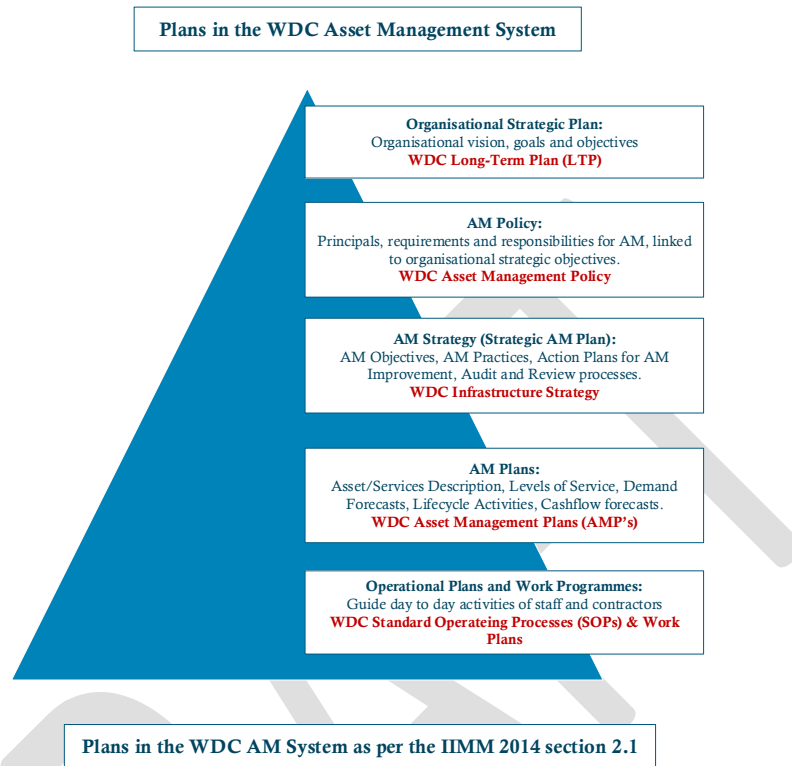 Plans in the WDC Asset Management System
Organisational Strategic Plan:
Organisational vision, goals and objectives
WDC Long-Term Plan (LTP)
AM Policy:
Principals, requirements and responsibilities for AM, linked
to organisational strategic objectives.
WDC Asset Management Policy
AM Strategy (Strategic AM Plan):
AM Objectives, AM Practices, Action Plans for AM
Improvement, Audit and Review processes.
WDC Infrastructure Strategy
AM Plans:
Asset/Services Description, Levels of Service, Demand
Forecasts, Lifecycle Activities, Cashflow forecasts.
WDC Asset Management Plans (AMP's)
Operational Plans and Work Programmes:
Guide day to day activities of staff and contractors
WDC Standard Operateing Processes (SOPs) & Work
Plans
Plans in the WDC AM System as per the IIMM 2014 section 2.1